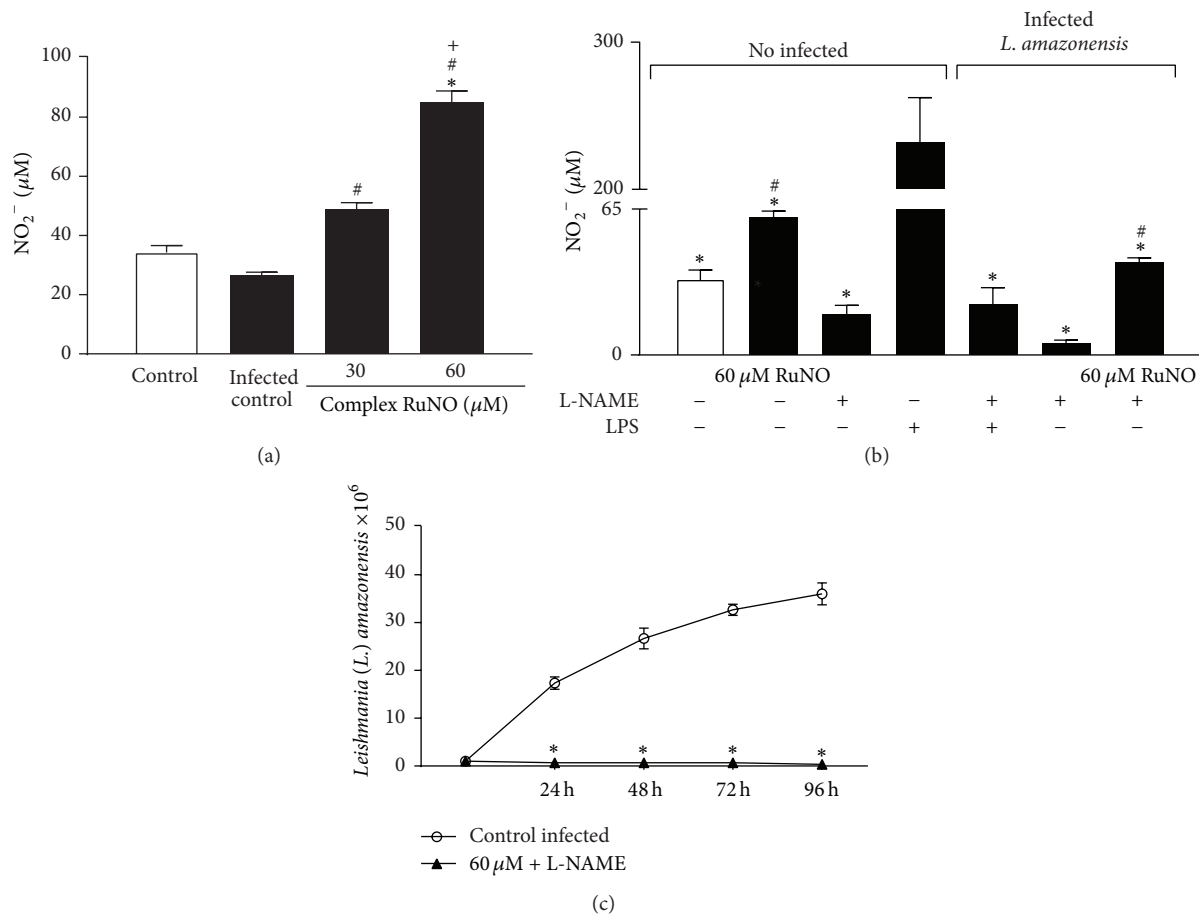 100
80
60
40
20
0
NO₂⁻ (μM)
#
+
#
*
Control
Infected
control
30
60
Complex RuNO (μM)
(a)
300
200
65
0
NO₂⁻ (μM)
No infected
Infected
L. amazonensis
*
#
*
*
*
*
*
#
*
60 μM RuNO
60 μM RuNO
L-NAME − − + − + + +
LPS − − − + + − −
(b)
50
40
30
20
10
0
Leishmania (L.) amazonensis ×10⁶
* * * *
24 h 48 h 72 h 96 h
Control infected
60 μM + L-NAME
(c)